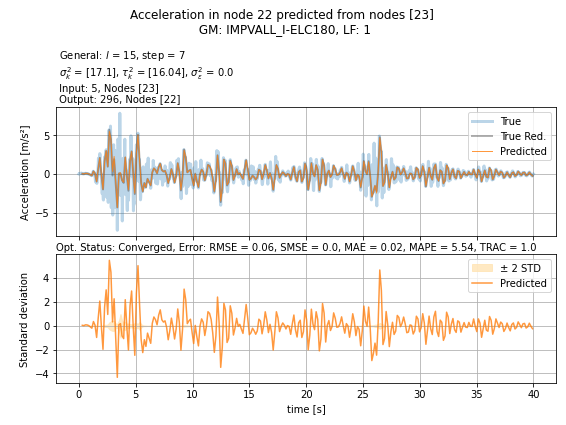 Acceleration in node 22 predicted from nodes [23]
GM: IMPVALL_I-ELC180, LF: 1
General: l = 15, step = 7
σ²ₖ = [17.1], τ²ₖ = [16.04], σ²ε = 0.0
Input: 5, Nodes [23]
Output: 296, Nodes [22]
Acceleration [m/s²]
5
0
−5
True
True Red.
Predicted
Opt. Status: Converged, Error: RMSE = 0.06, SMSE = 0.0, MAE = 0.02, MAPE = 5.54, TRAC = 1.0
Standard deviation
4
2
0
−2
−4
± 2 STD
Predicted
0 5 10 15 20 25 30 35 40
time [s]